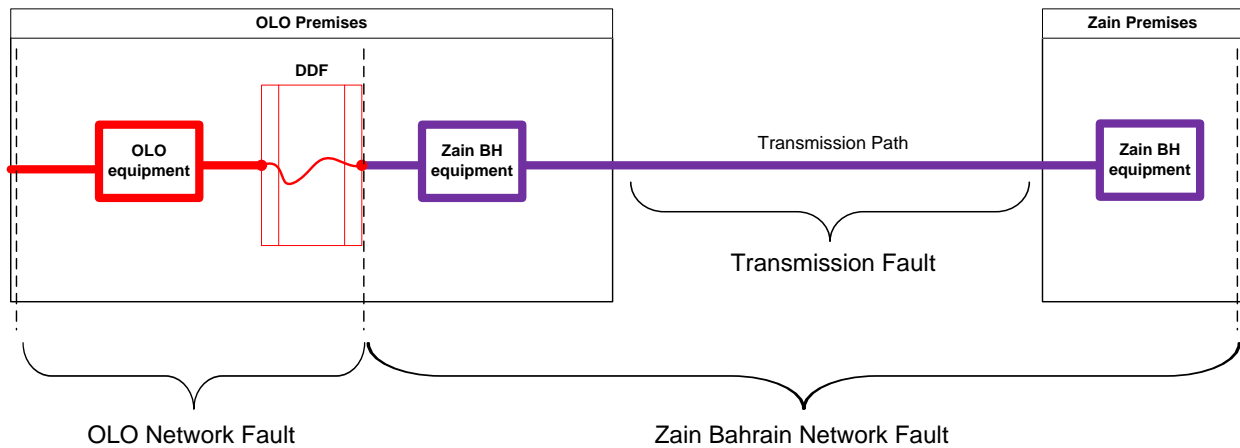 OLO Premises
Zain Premises
DDF
OLO
equipment
Zain BH
equipment
Transmission Path
Zain BH
equipment
Transmission Fault
OLO Network Fault
Zain Bahrain Network Fault